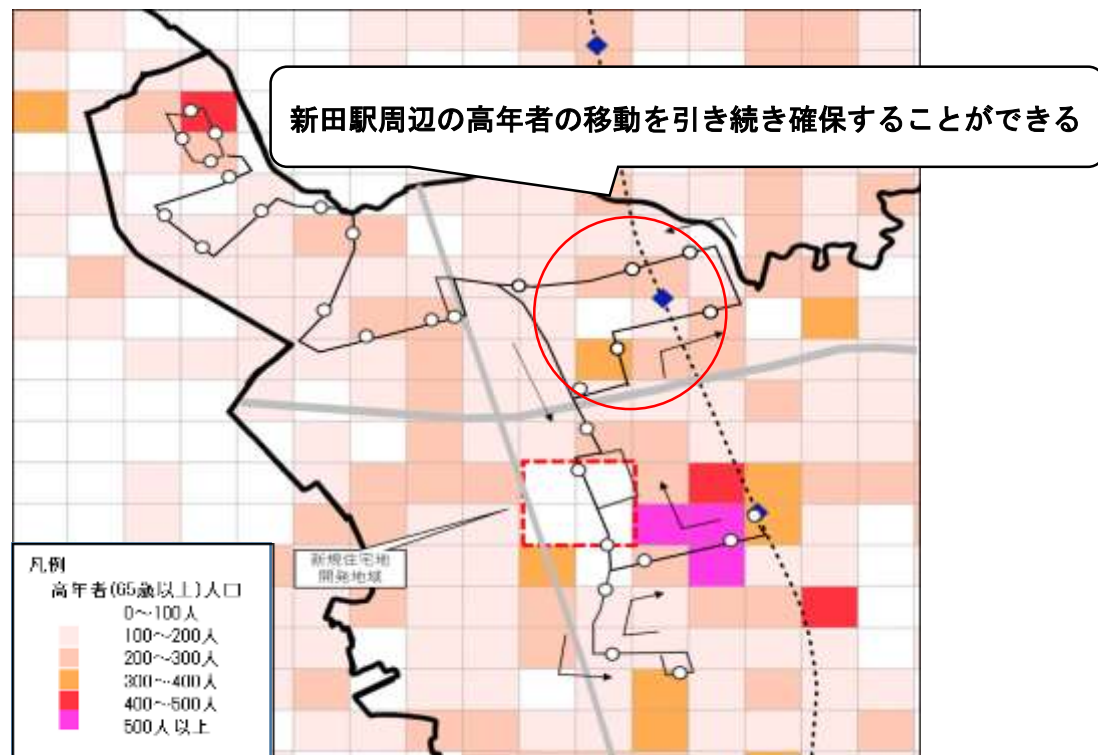 新田駅周辺の高年者の移動を引き続き確保することができる
新規住宅地
開発地域
凡例
高年者(65歳以上)人口
0～100人
100～200人
200～300人
300～400人
400～500人
500人以上